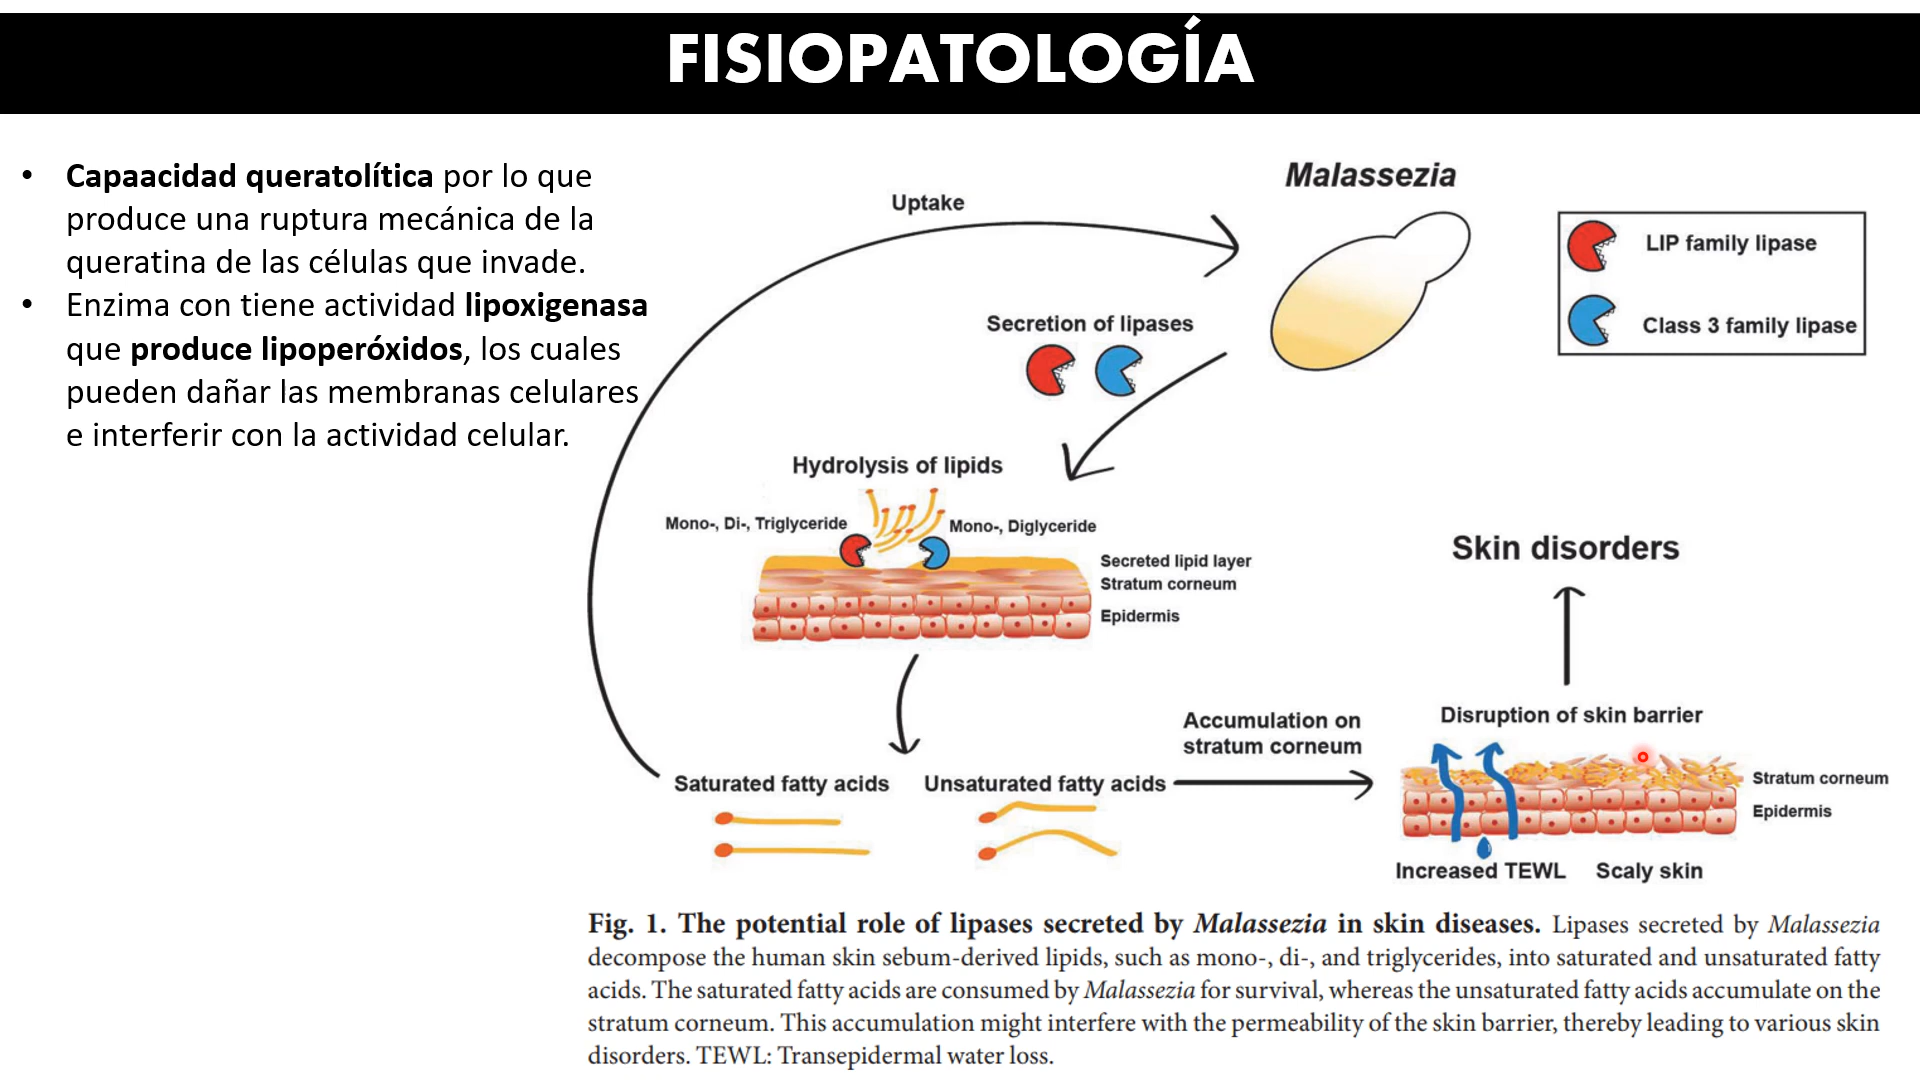 FISIOPATOLOGÍA
• Capaacidad queratolítica por lo que
produce una ruptura mecánica de la
queratina de las células que invade.
• Enzima con tiene actividad lipoxigenasa
que produce lipoperóxidos, los cuales
pueden dañar las membranas celulares
e interferir con la actividad celular.
Malassezia
Uptake
LIP family lipase
Class 3 family lipase
Secretion of lipases
Hydrolysis of lipids
Mono-, Di-, Triglyceride
Mono-, Diglyceride
Secreted lipid layer
Stratum corneum
Epidermis
Skin disorders
Disruption of skin barrier
Accumulation on
stratum corneum
Saturated fatty acids
Unsaturated fatty acids
Stratum corneum
Epidermis
Increased TEWL
Scaly skin
Fig. 1. The potential role of lipases secreted by Malassezia in skin diseases. Lipases secreted by Malassezia
decompose the human skin sebum-derived lipids, such as mono-, di-, and triglycerides, into saturated and unsaturated fatty
acids. The saturated fatty acids are consumed by Malassezia for survival, whereas the unsaturated fatty acids accumulate on the
stratum corneum. This accumulation might interfere with the permeability of the skin barrier, thereby leading to various skin
disorders. TEWL: Transepidermal water loss.